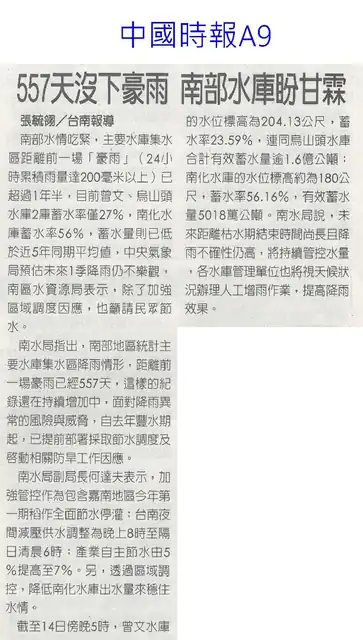 中國時報A9
557天沒下豪雨 南部水庫盼甘霖
張毓翎／台南報導
南部水情吃緊，主要水庫集水
區距離前一場「豪雨」（24小
時累積雨量達200毫米以上）已
超過1年半，目前曾文、烏山頭
水庫2庫蓄水率僅27%，南化水
庫蓄水率56%，蓄水量則已低
於近5年同期平均值，中央氣象
局預估未來1季降雨仍不樂觀，
南區水資源局表示，除了加強
區域調度因應，也籲請民眾節
水。
南水局指出，南部地區統計主
要水庫集水區降雨情形，距離前
一場豪雨已經557天，這樣的紀
錄還在持續增加中，面對降雨異
常的風險與威脅，自去年豐水期
起，已提前部署採取節水調度及
啓動相關防旱工作因應。
南水局副局長何達夫表示，加
強管控作為包含嘉南地區今年第
一期稻作全面節水停灌：台南夜
間減壓供水調整為晚上8時至隔
日清晨6時；產業自主節水由5
%提高至7%。另，透過區域調
控，降低南化水庫出水量來穩住
水情。
截至14日傍晚5時，曾文水庫
的水位標高為204.13公尺，蓄
水率23.59%，連同烏山頭水庫
合計有效蓄水量逾1.6億公噸；
南化水庫的水位標高約為180公
尺，蓄水率56.16%，有效蓄水
量5018萬公噸。南水局說，未
來距離枯水期結束時間尚長且降
雨不確性仍高，將持續管控水量
，各水庫管理單位也將視天候狀
況辦理人工增雨作業，提高降雨
效果。